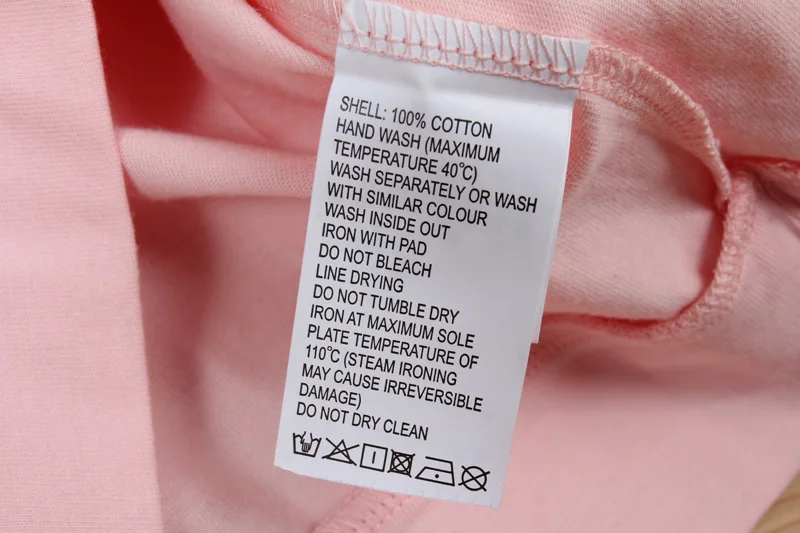 SHELL: 100% COTTON
HAND WASH (MAXIMUM
TEMPERATURE 40℃)
WASH SEPARATELY OR WASH
WITH SIMILAR COLOUR
WASH INSIDE OUT
IRON WITH PAD
DO NOT BLEACH
LINE DRYING
DO NOT TUMBLE DRY
IRON AT MAXIMUM SOLE
PLATE TEMPERATURE OF
110℃ (STEAM IRONING
MAY CAUSE IRREVERSIBLE
DAMAGE)
DO NOT DRY CLEAN